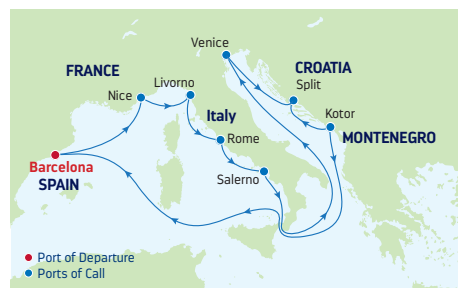 Venice
FRANCE
CROATIA
Livorno
Split
Nice
Italy
Kotor
Rome
MONTENEGRO
Barcelona
SPAIN
Salerno
Port of Departure
Ports of Call